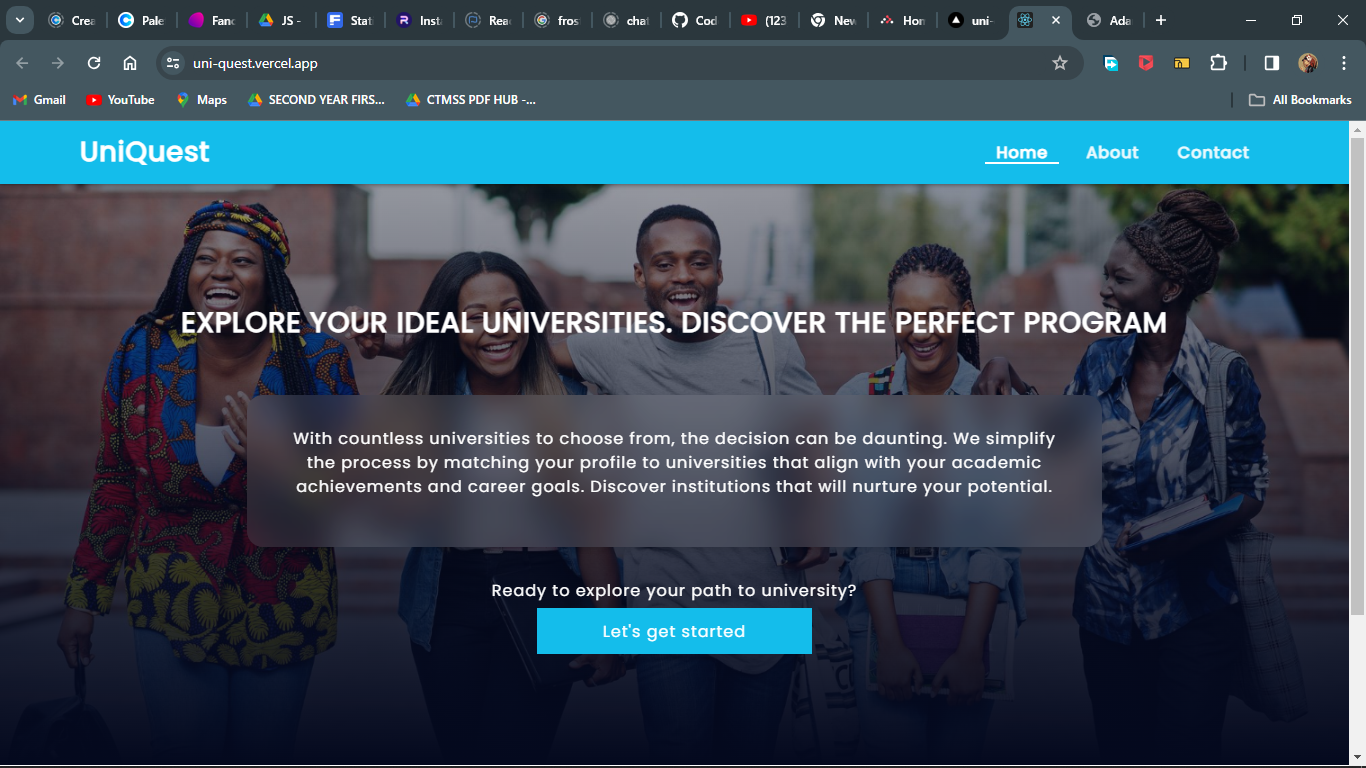 Crea
Pale
Fanc
JS -
Stat
Inst
Reac
fros
chat
Cod
(123
New
Hon
uni-
Ada
uni-quest.vercel.app
Gmail
YouTube
Maps
SECOND YEAR FIRS...
CTMSS PDF HUB -...
All Bookmarks
UniQuest
Home
About
Contact
EXPLORE YOUR IDEAL UNIVERSITIES. DISCOVER THE PERFECT PROGRAM
With countless universities to choose from, the decision can be daunting. We simplify
the process by matching your profile to universities that align with your academic
achievements and career goals. Discover institutions that will nurture your potential.
Ready to explore your path to university?
Let's get started